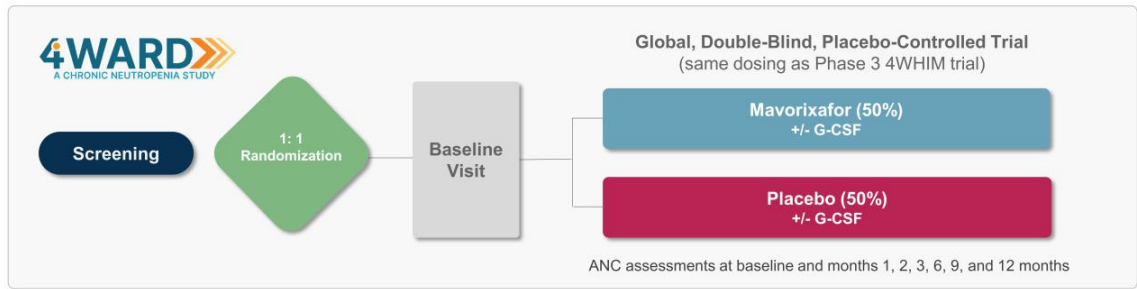 4WARD
A CHRONIC NEUTROPENIA STUDY
Screening
1: 1
Randomization
Baseline
Visit
Global, Double-Blind, Placebo-Controlled Trial
(same dosing as Phase 3 4WHIM trial)
Mavorixafor (50%)
+/- G-CSF
Placebo (50%)
+/- G-CSF
ANC assessments at baseline and months 1, 2, 3, 6, 9, and 12 months